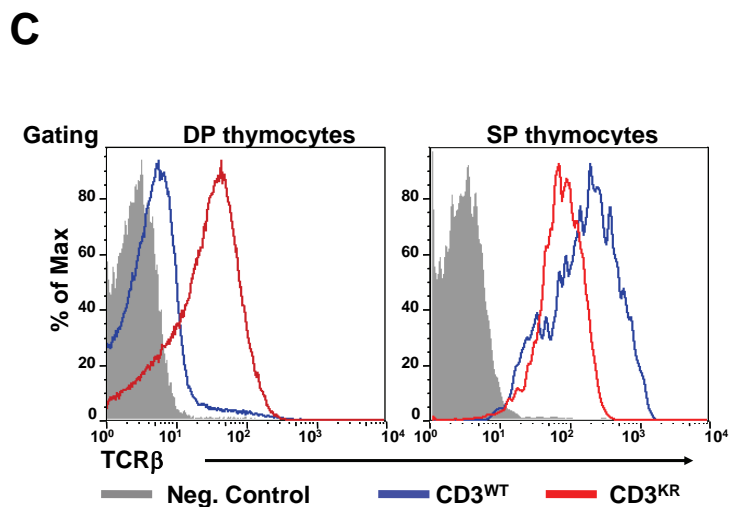 C
Gating DP thymocytes SP thymocytes
% of Max
80
60
40
20
0
10⁰ 10¹ 10² 10³ 10⁴
10⁰ 10¹ 10² 10³ 10⁴
80
60
40
20
0
TCRβ
Neg. Control CD3ᵂᵀ CD3ᴷᴿ